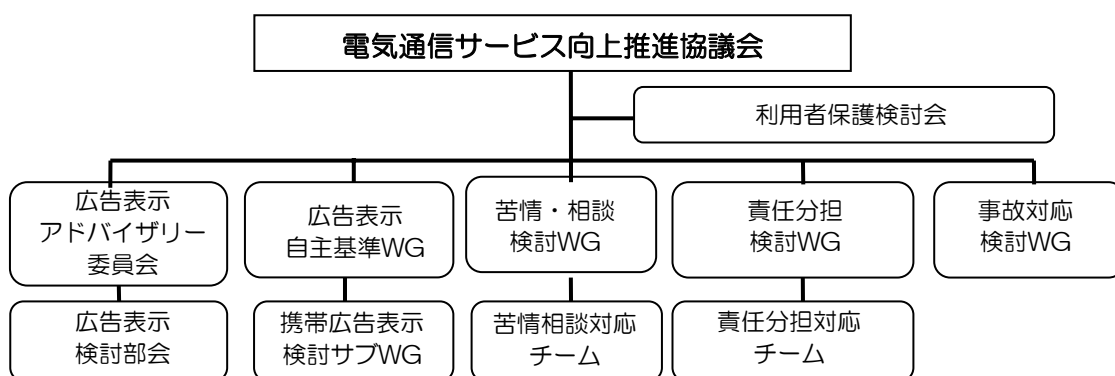 電気通信サービス向上推進協議会
利用者保護検討会
広告表示
アドバイザリー
委員会
広告表示
自主基準WG
苦情・相談
検討WG
責任分担
検討WG
事故対応
検討WG
広告表示
検討部会
携帯広告表示
検討サブWG
苦情相談対応
チーム
責任分担対応
チーム